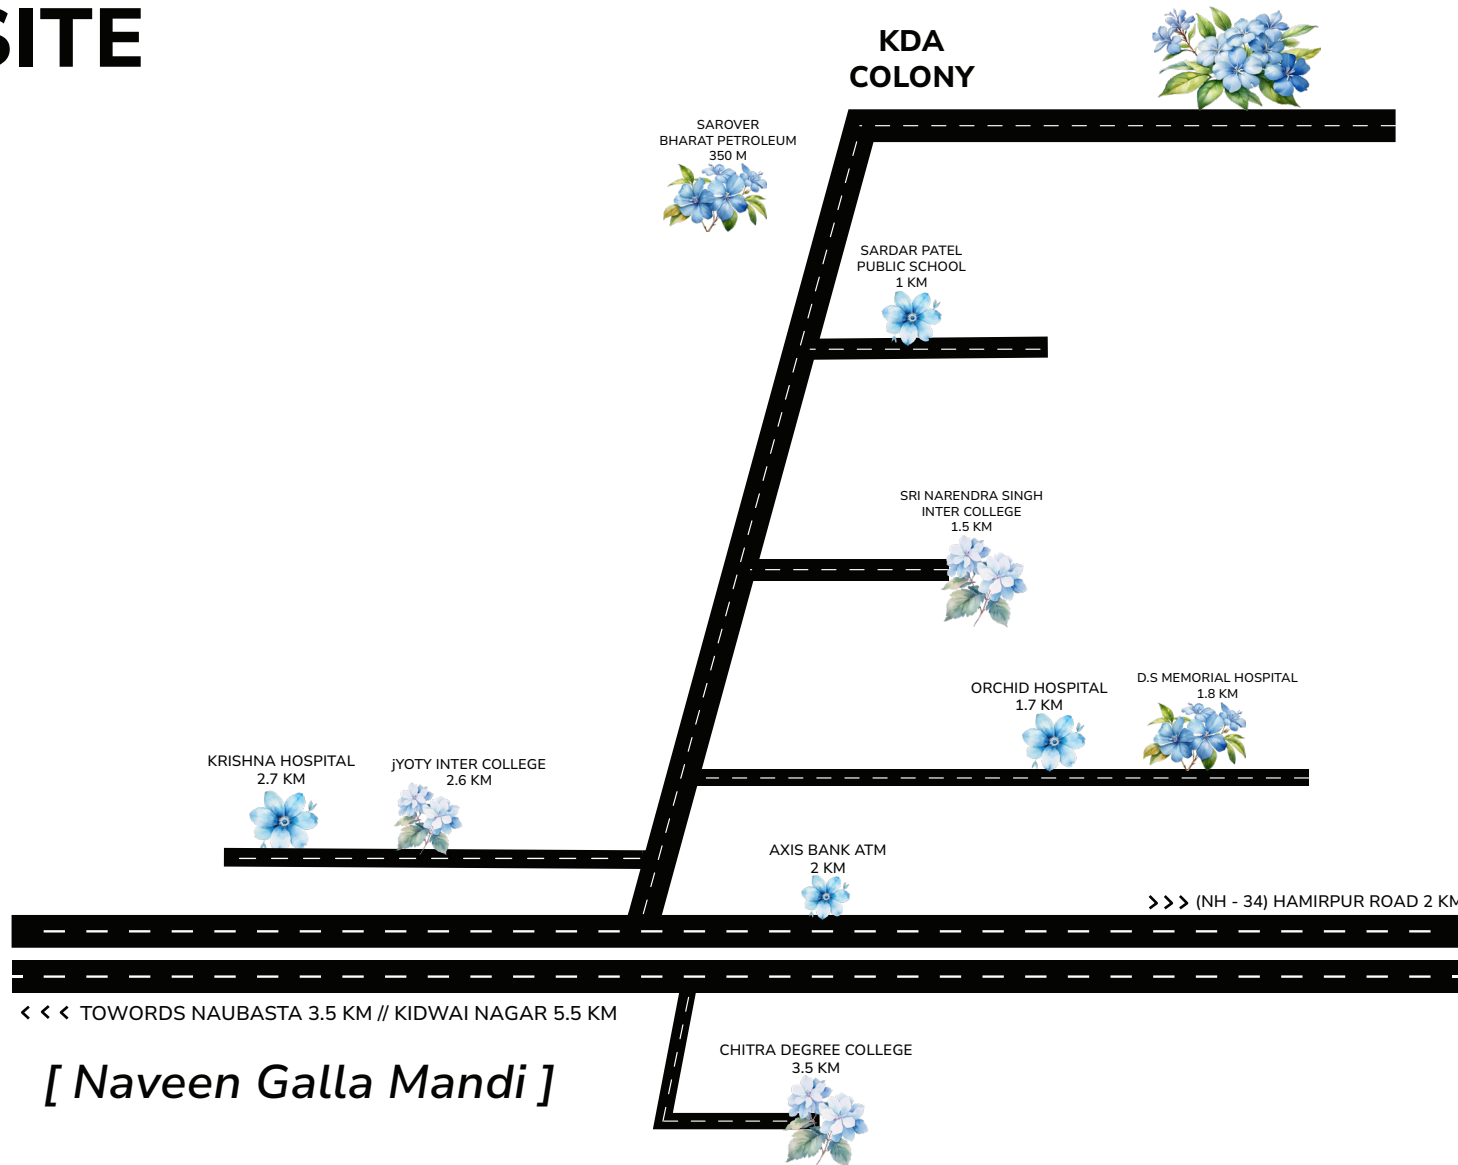 SITE
KDA
COLONY
SAROVER
BHARAT PETROLEUM
350 M
SARDAR PATEL
PUBLIC SCHOOL
1 KM
SRI NARENDRA SINGH
INTER COLLEGE
1.5 KM
ORCHID HOSPITAL
1.7 KM
D.S MEMORIAL HOSPITAL
1.8 KM
KRISHNA HOSPITAL
2.7 KM
jYOTY INTER COLLEGE
2.6 KM
AXIS BANK ATM
2 KM
>>> (NH - 34) HAMIRPUR ROAD 2 KM
< < < TOWORDS NAUBASTA 3.5 KM // KIDWAI NAGAR 5.5 KM
[ Naveen Galla Mandi ]
CHITRA DEGREE COLLEGE
3.5 KM